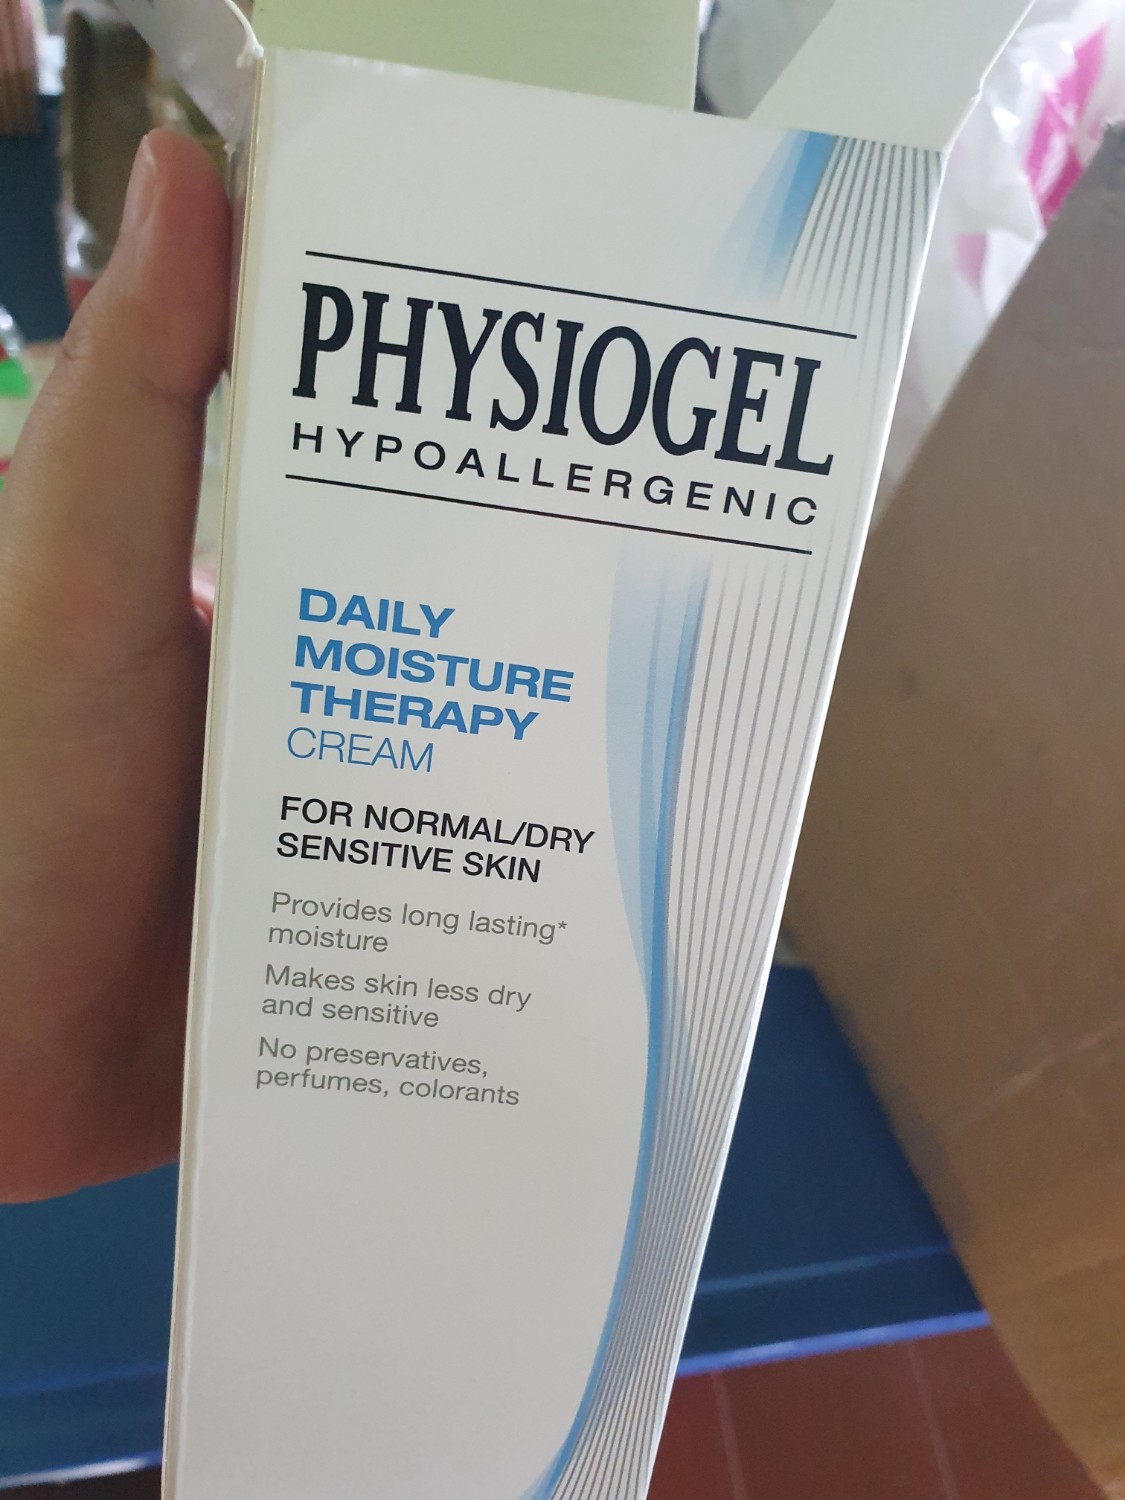 PHYSIOGEL
HYPOALLERGENIC
DAILY
MOISTURE
THERAPY
CREAM
FOR NORMAL/DRY
SENSITIVE SKIN
Provides long lasting*
moisture
Makes skin less dry
and sensitive
No preservatives,
perfumes, colorants